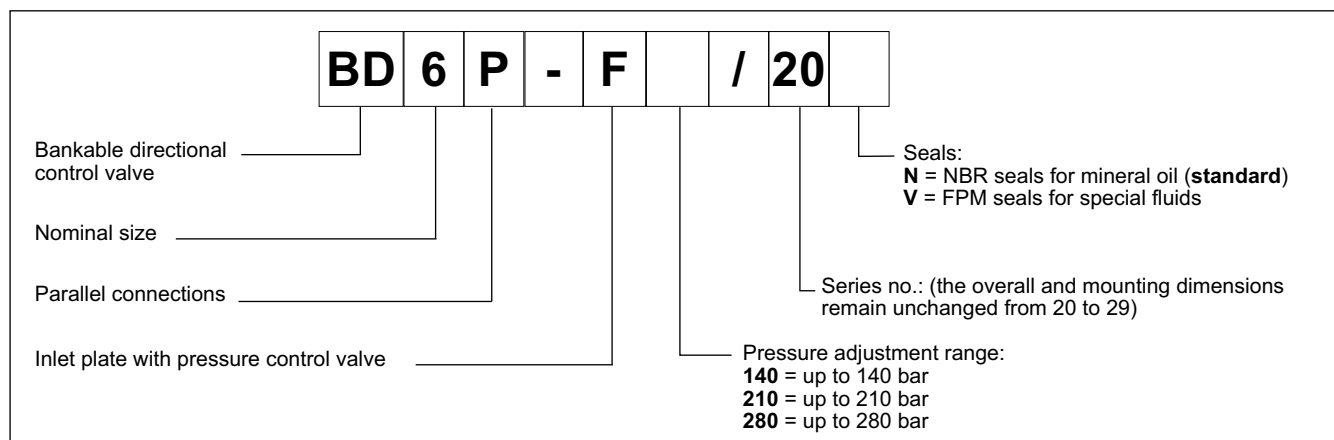 BD 6 P - F / 20
Bankable directional
control valve
Nominal size
Parallel connections
Inlet plate with pressure control valve
Seals:
N = NBR seals for mineral oil (standard)
V = FPM seals for special fluids
Series no.: (the overall and mounting dimensions
remain unchanged from 20 to 29)
Pressure adjustment range:
140 = up to 140 bar
210 = up to 210 bar
280 = up to 280 bar